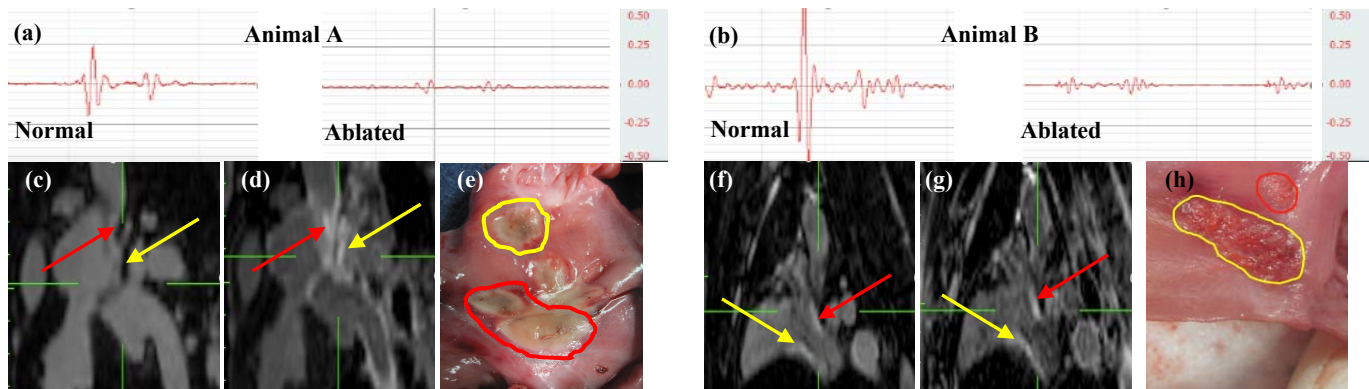 (a)
Animal A
0.50
0.25
0.00
-0.25
-0.50
Normal
Ablated
(b)
Animal B
0.50
0.25
0.00
-0.25
-0.50
Normal
Ablated
(c)
(d)
(e)
(f)
(g)
(h)